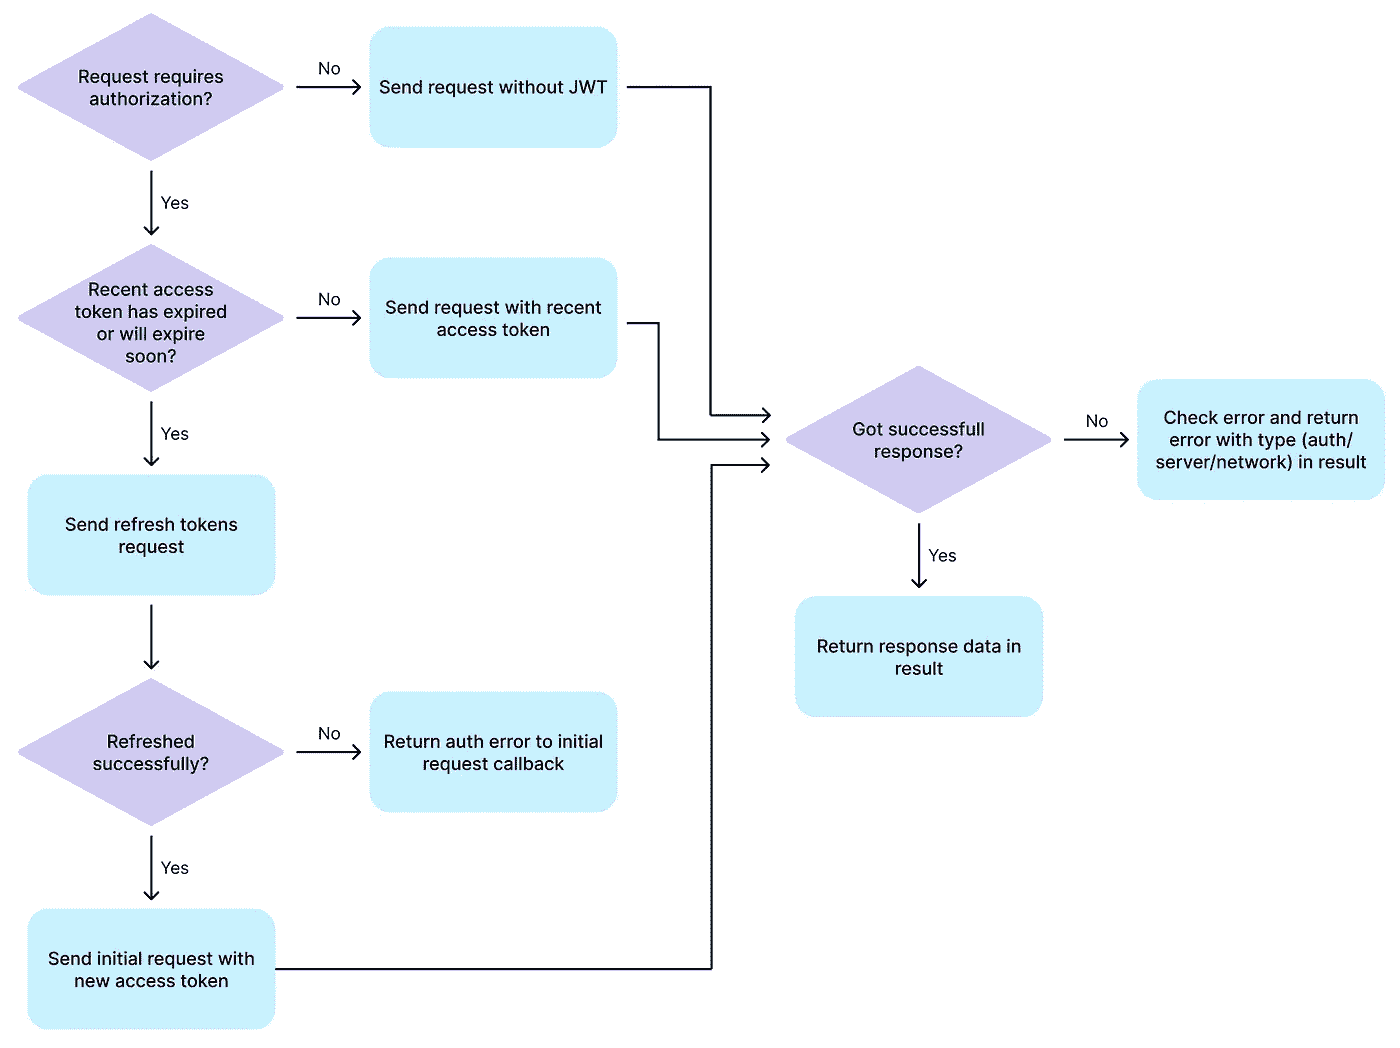 Request requires
authorization?
No
Send request without JWT
Yes
Recent access
token has expired
or will expire
soon?
No
Send request with recent
access token
Yes
Send refresh tokens
request
Refreshed
successfully?
No
Return auth error to initial
request callback
Yes
Send initial request with
new access token
Got successfull
response?
No
Check error and return
error with type (auth/
server/network) in result
Yes
Return response data in
result